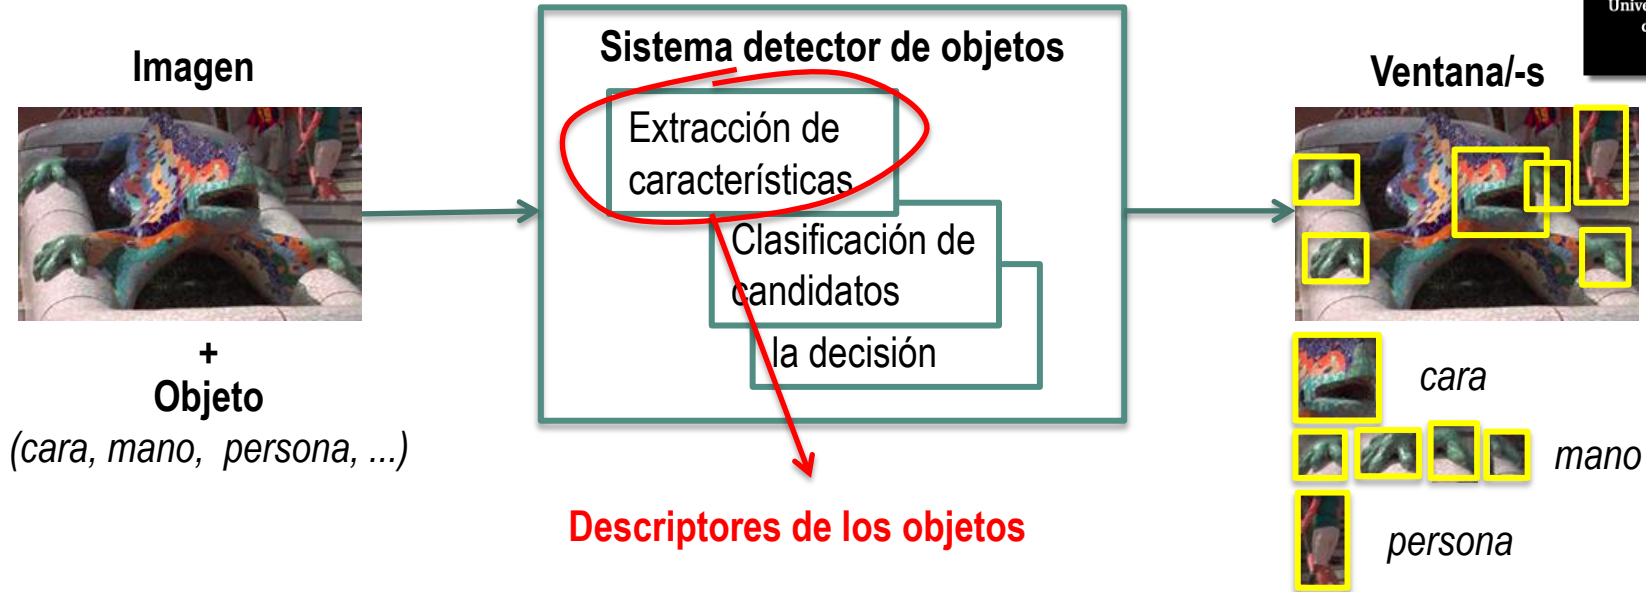 Imagen
+
Objeto
(cara, mano, persona, ...)
Sistema detector de objetos
Extracción de
características
Clasificación de
candidatos
la decisión
Descriptores de los objetos
Ventana/-s
cara
mano
persona